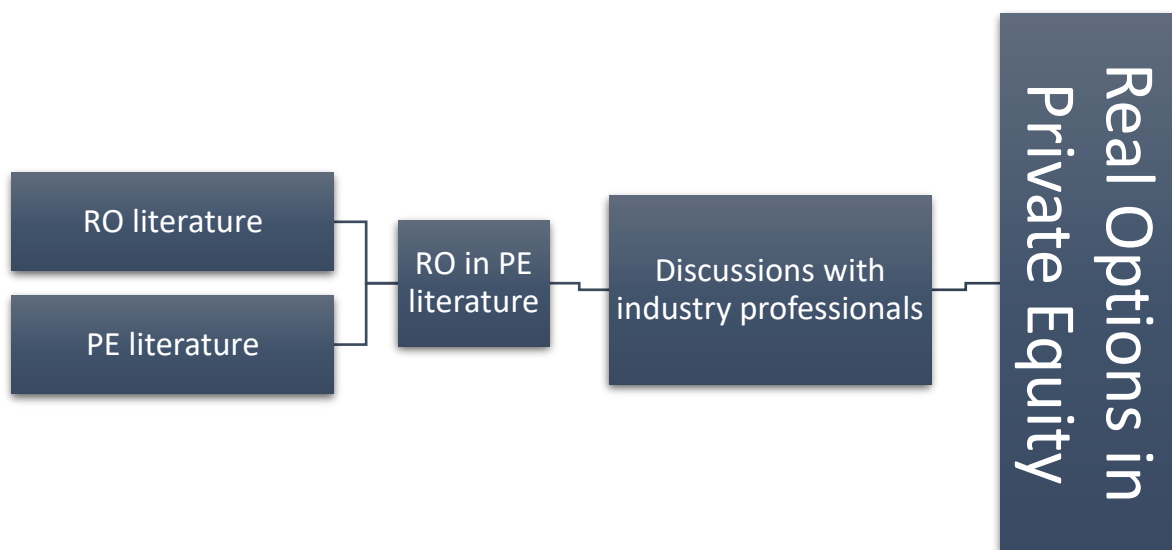 RO literature
PE literature
RO in PE
literature
Discussions with
industry professionals
Real Options in
Private Equity